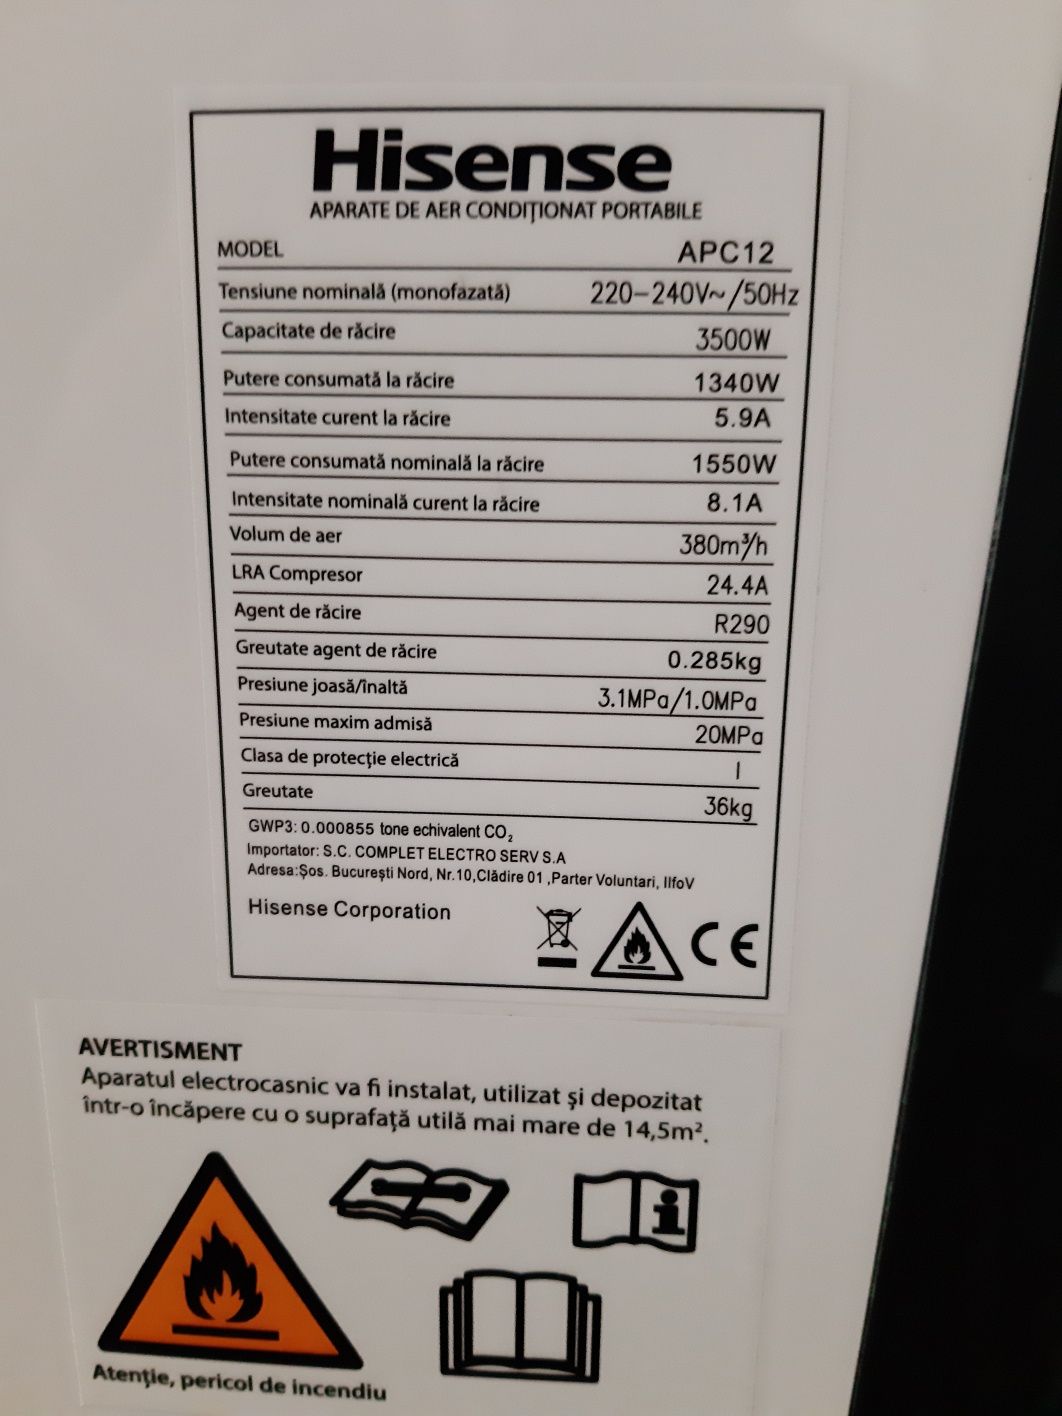 Hisense
APARATE DE AER CONDIȚIONAT PORTABILE
MODEL APC12
Tensiune nominală (monofazată) 220-240V~/50Hz
Capacitate de răcire 3500W
Putere consumată la răcire 1340W
Intensitate curent la răcire 5.9A
Putere consumată nominală la răcire 1550W
Intensitate nominală curent la răcire 8.1A
Volum de aer 380m³/h
LRA Compresor 24.4A
Agent de răcire R290
Greutate agent de răcire 0.285kg
Presiune joasă/înaltă 3.1MPa/1.0MPa
Presiune maxim admisă 20MPa
Clasa de protecție electrică I
Greutate 36kg
GWP3: 0.000855 tone echivalent CO₂
Importator: S.C. COMPLET ELECTRO SERV S.A
Adresa:Șos. București Nord, Nr.10,Clădire 01 ,Parter Voluntari, IlfoV
Hisense Corporation
CE
AVERTISMENT
Aparatul electrocasnic va fi instalat, utilizat și depozitat
într-o încăpere cu o suprafață utilă mai mare de 14,5m².
Atenție, pericol de incendiu